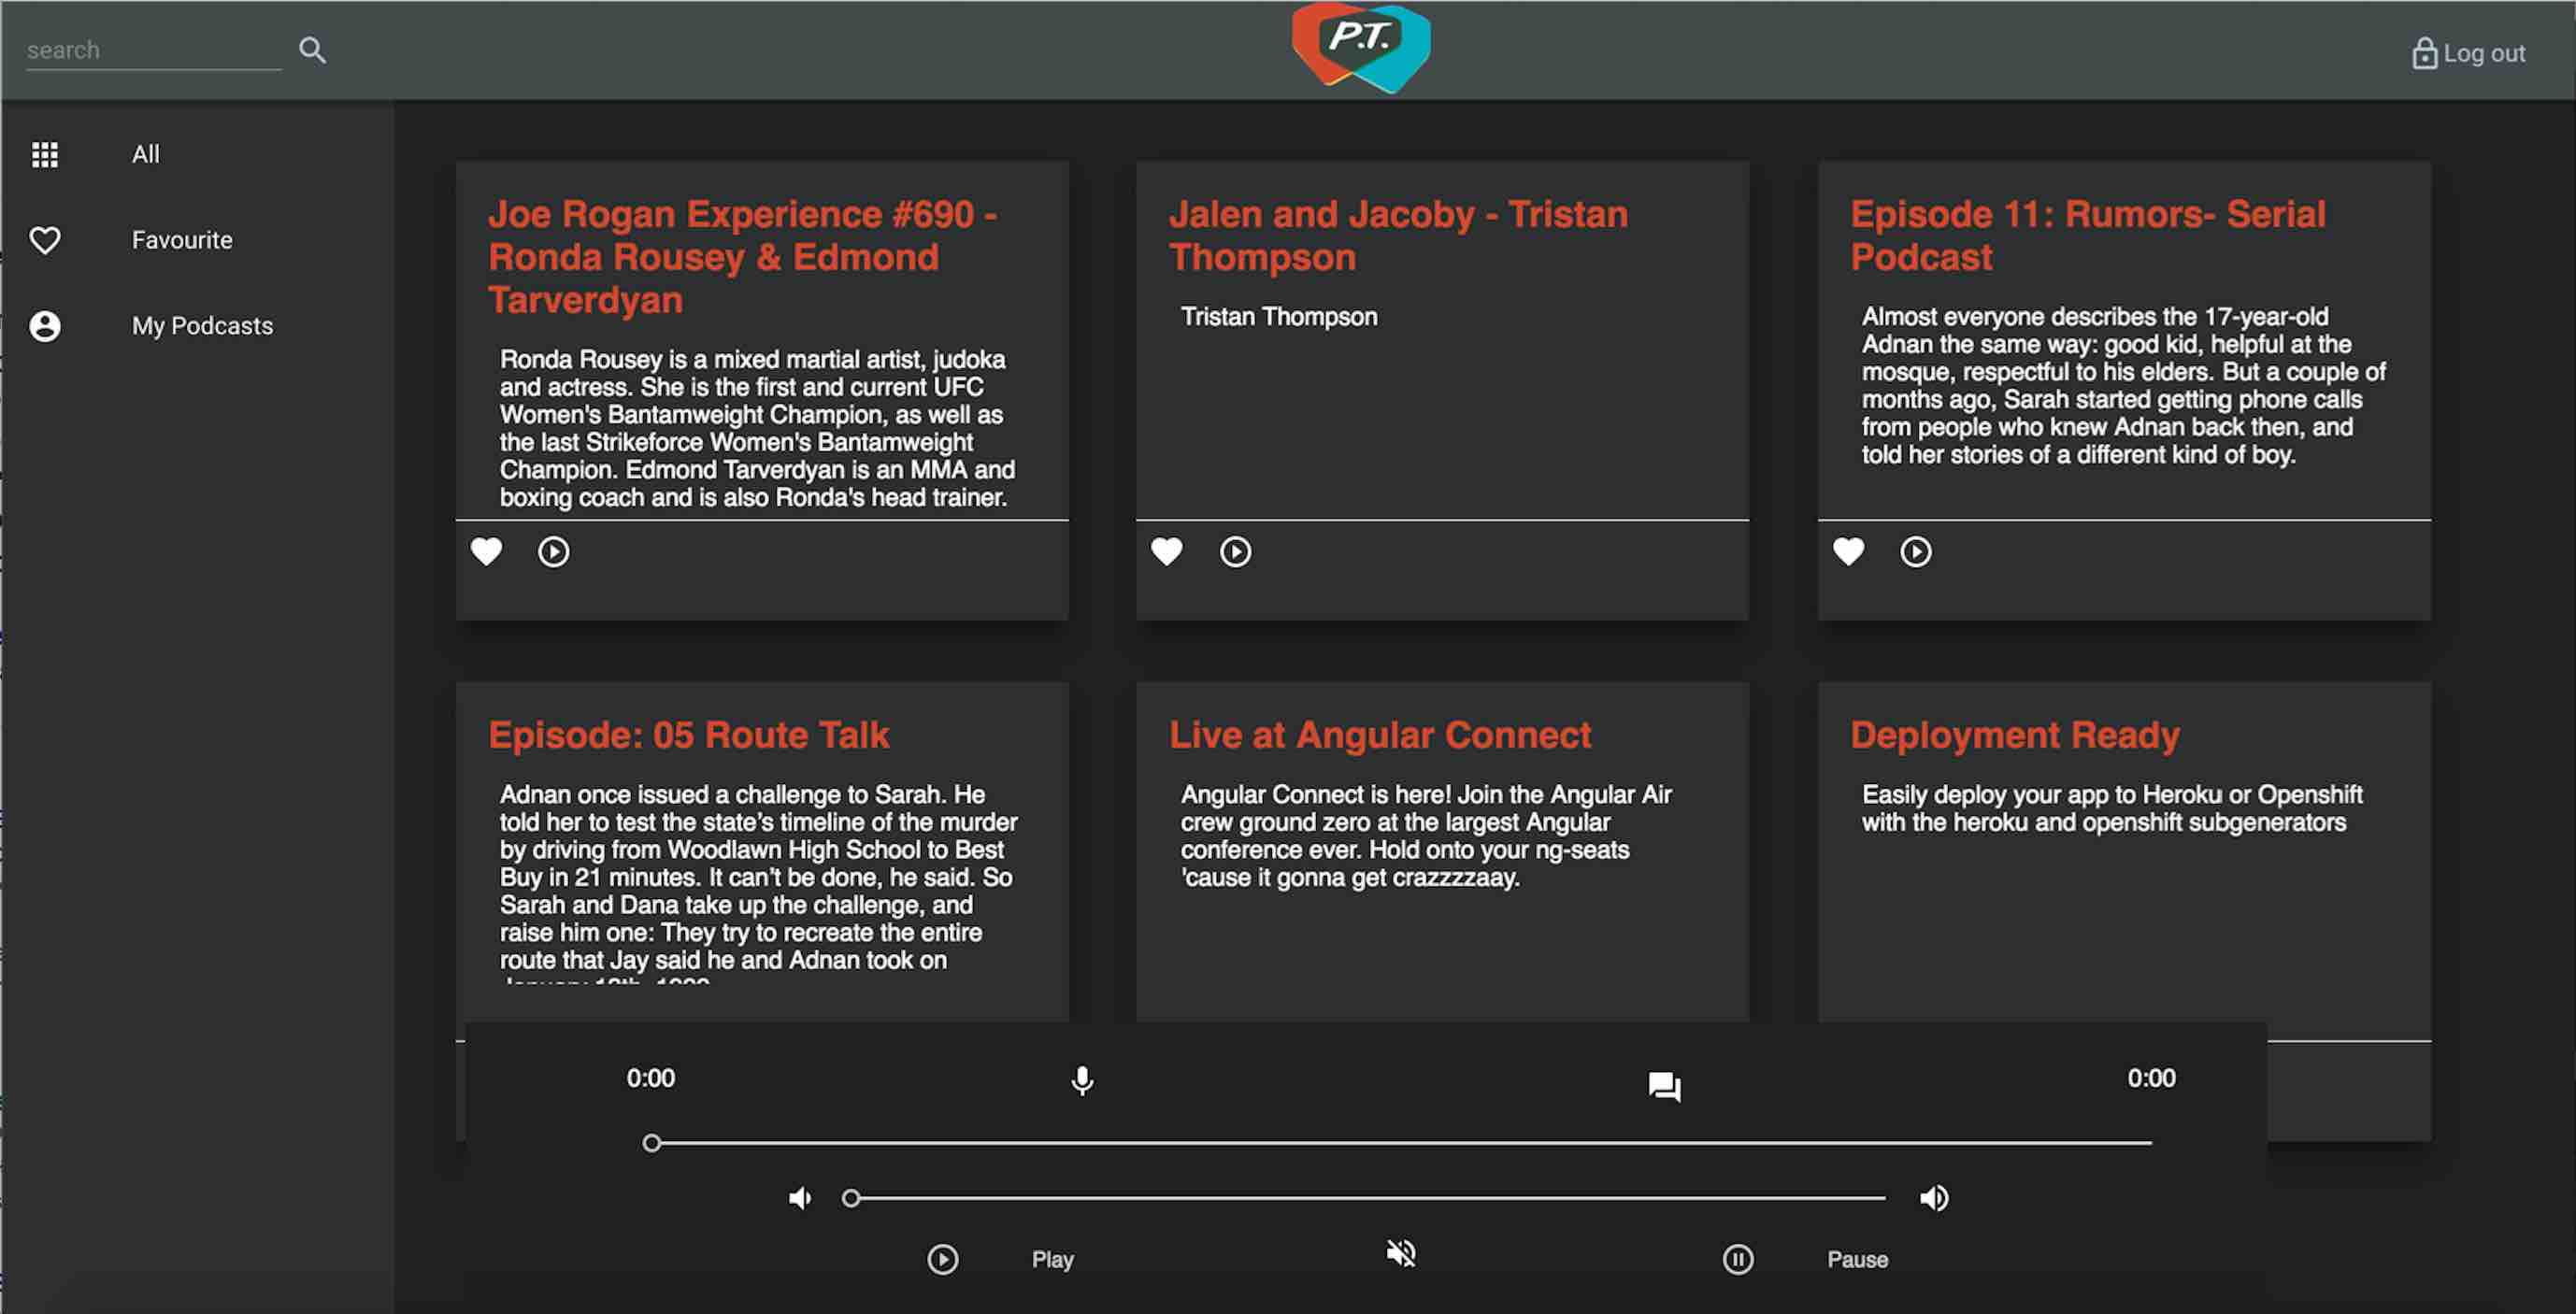 search
P.T.
Log out
All
Favourite
My Podcasts
Joe Rogan Experience #690 -
Ronda Rousey & Edmond
Tarverdyan
Ronda Rousey is a mixed martial artist, judoka
and actress. She is the first and current UFC
Women's Bantamweight Champion, as well as
the last Strikeforce Women's Bantamweight
Champion. Edmond Tarverdyan is an MMA and
boxing coach and is also Ronda's head trainer.
Jalen and Jacoby - Tristan
Thompson
Tristan Thompson
Episode 11: Rumors- Serial
Podcast
Almost everyone describes the 17-year-old
Adnan the same way: good kid, helpful at the
mosque, respectful to his elders. But a couple of
months ago, Sarah started getting phone calls
from people who knew Adnan back then, and
told her stories of a different kind of boy.
Episode: 05 Route Talk
Adnan once issued a challenge to Sarah. He
told her to test the state’s timeline of the murder
by driving from Woodlawn High School to Best
Buy in 21 minutes. It can’t be done, he said. So
Sarah and Dana take up the challenge, and
raise him one: They try to recreate the entire
route that Jay said he and Adnan took on
Live at Angular Connect
Angular Connect is here! Join the Angular Air
crew ground zero at the largest Angular
conference ever. Hold onto your ng-seats
'cause it gonna get crazzzzaay.
Deployment Ready
Easily deploy your app to Heroku or Openshift
with the heroku and openshift subgenerators
0:00
0:00
Play
Pause